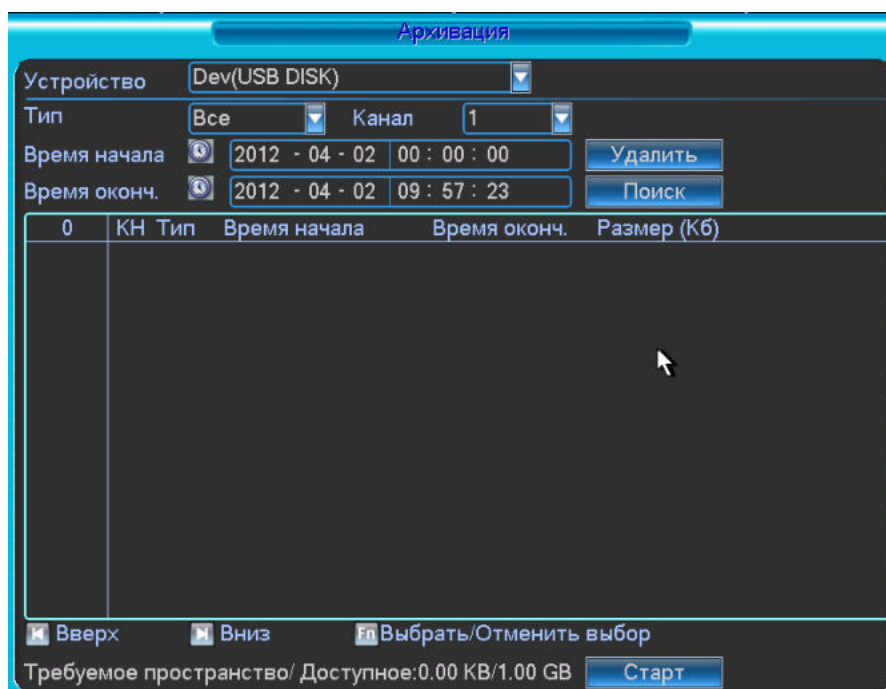 Архивация
Устройство Dev(USB DISK)
Тип Все Канал 1
Время начала 2012 - 04 - 02 00 : 00 : 00 Удалить
Время оконч. 2012 - 04 - 02 09 : 57 : 23 Поиск
0 КН Тип Время начала Время оконч. Размер (Кб)
Вверх Вниз Fn Выбрать/Отменить выбор
Требуемое пространство/ Доступное:0.00 KB/1.00 GB Старт